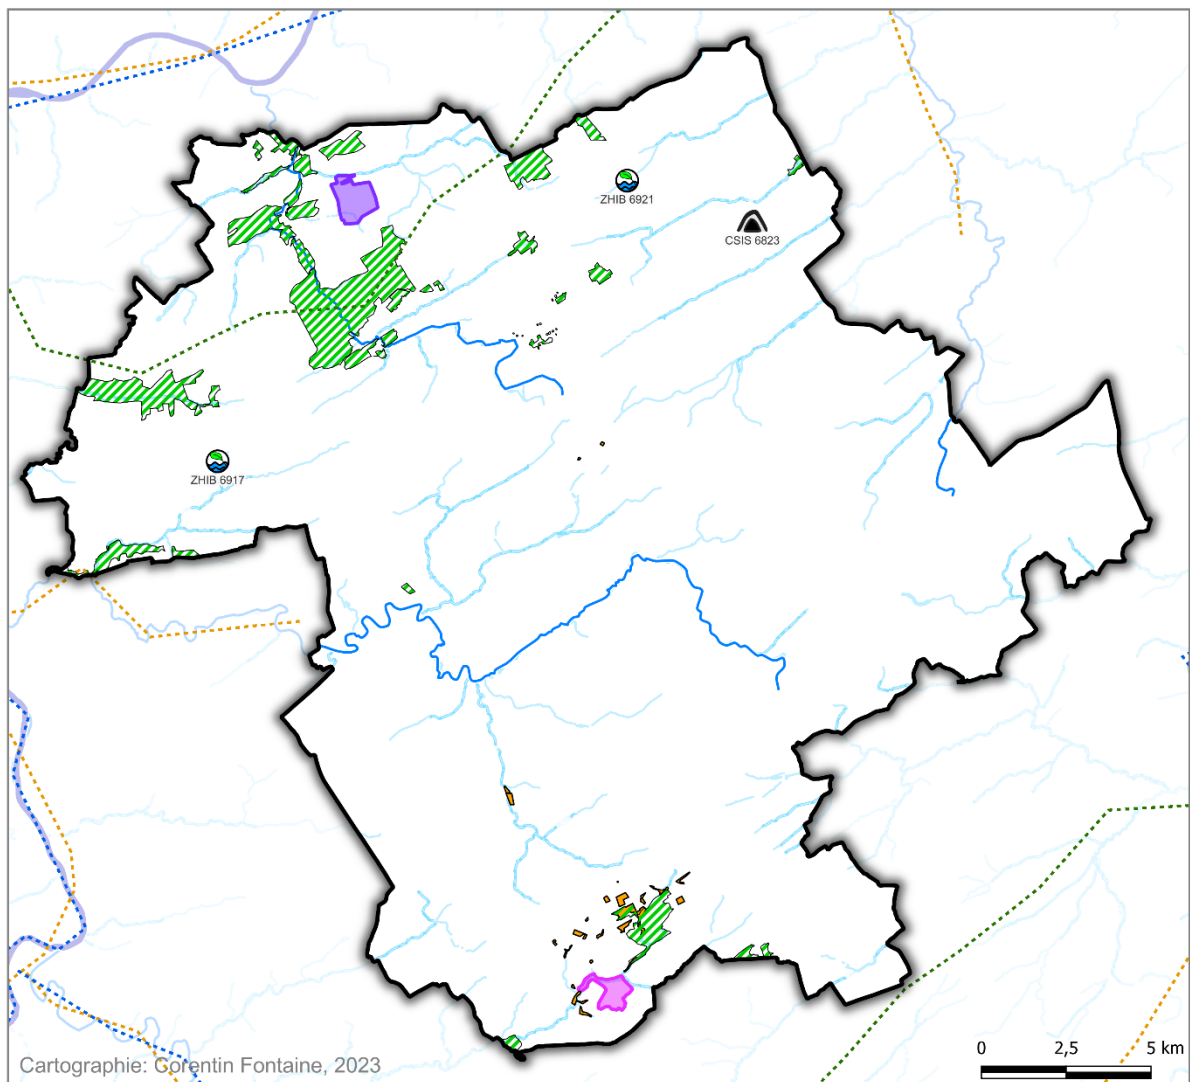 ZHIB 6921
CSIS 6823
ZHIB 6917
Cartographie: Corentin Fontaine, 2023
0 2,5 5 km